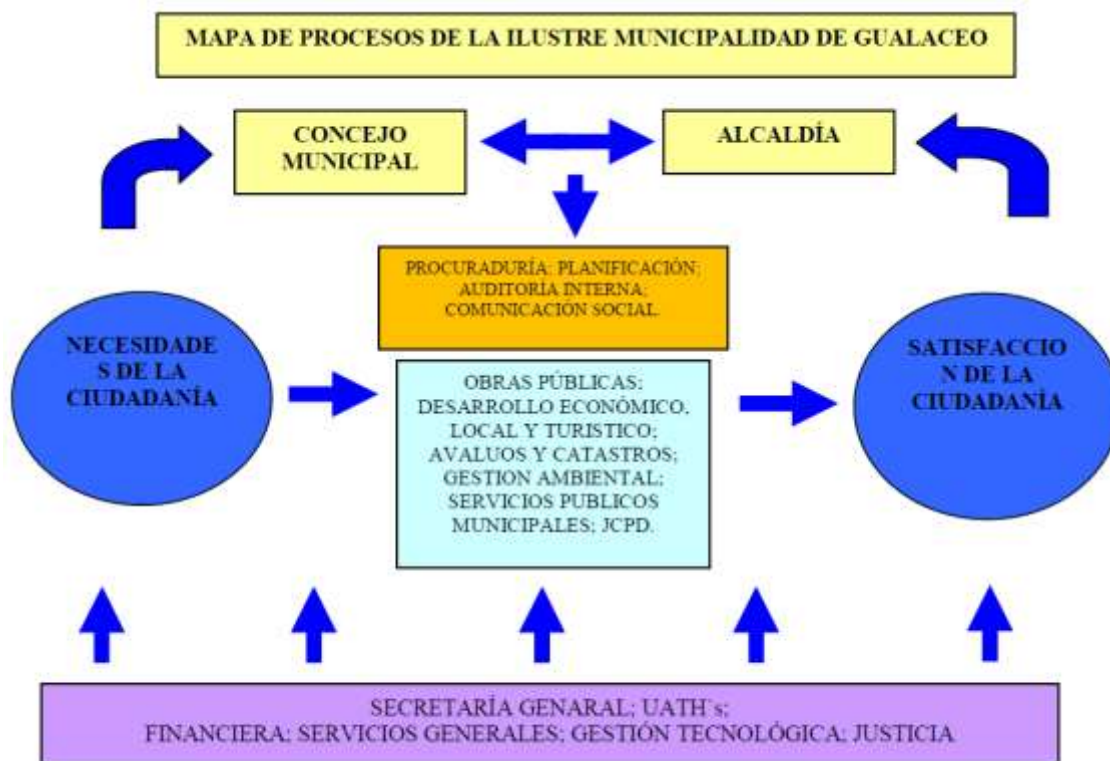 MAPA DE PROCESOS DE LA ILUSTRE MUNICIPALIDAD DE GUALACEO
CONCEJO
MUNICIPAL
ALCALDÍA
PROCURADURÍA; PLANIFICACIÓN;
AUDITORÍA INTERNA;
COMUNICACIÓN SOCIAL.
NECESIDADE
S DE LA
CIUDADANÍA
OBRAS PÚBLICAS;
DESARROLLO ECONÓMICO,
LOCAL Y TURISTICO;
AVALUOS Y CATASTROS;
GESTION AMBIENTAL;
SERVICIOS PUBLICOS
MUNICIPALES; JCPD.
SATISFACCIO
N DE LA
CIUDADANÍA
SECRETARÍA GENARAL; UATH`s;
FINANCIERA; SERVICIOS GENERALES; GESTIÓN TECNOLÓGICA; JUSTICIA